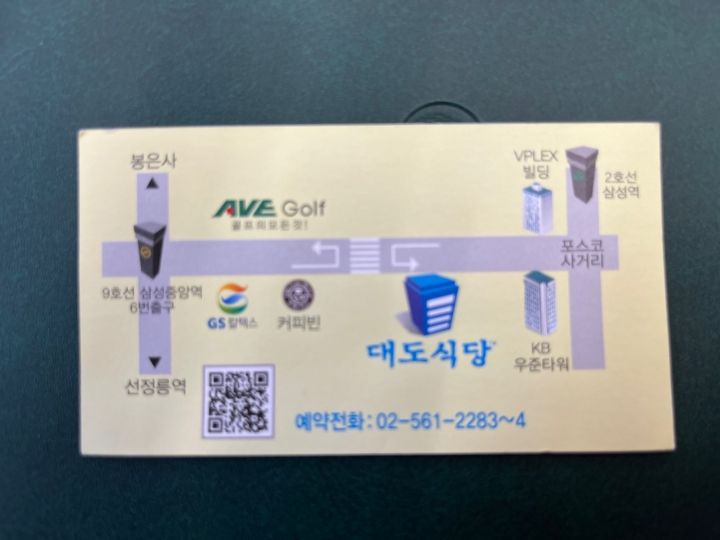 봉은사
AVE Golf
골프의모든것!
VPLEX
빌딩
2호선
삼성역
포스코
사거리
9호선 삼성중앙역
6번출구
GS칼텍스
커피빈
대도식당
KB
우준타워
선정릉역
예약전화: 02-561-2283~4